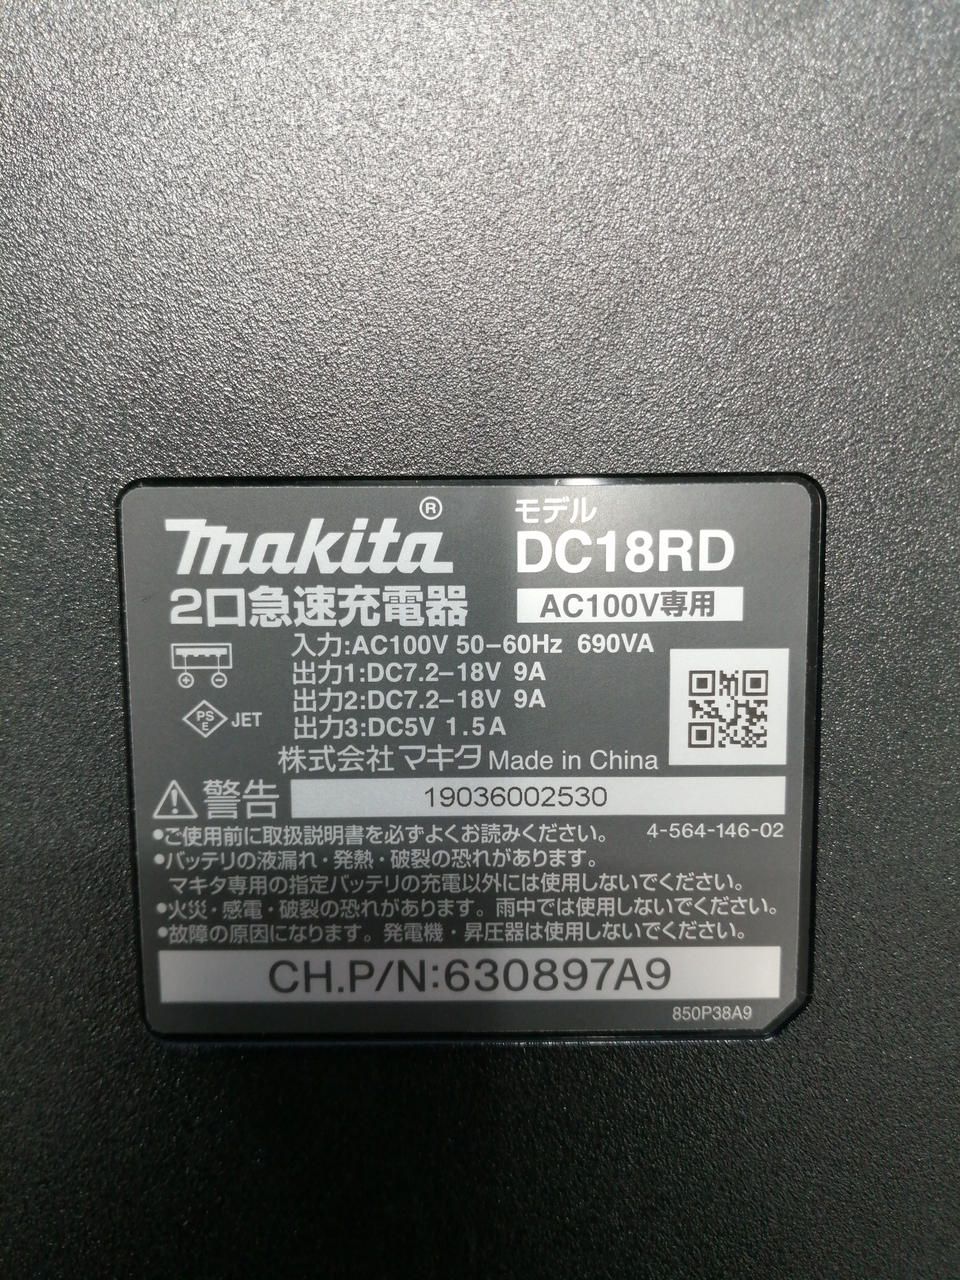 makita®
モデル
DC18RD
2口急速充電器
AC100V専用
入力:AC100V 50–60Hz 690VA
出力1:DC7.2–18V 9A
出力2:DC7.2–18V 9A
出力3:DC5V 1.5A
PS
E
JET
株式会社マキタ Made in China
警告
19036002530
●ご使用前に取扱説明書を必ずよくお読みください。 4-564-146-02
●バッテリの液漏れ・発熱・破裂の恐れがあります。
マキタ専用の指定バッテリの充電以外には使用しないでください。
●火災・感電・破裂の恐れがあります。雨中では使用しないでください。
●故障の原因になります。発電機・昇圧器は使用しないでください。
CH.P/N:630897A9
850P38A9